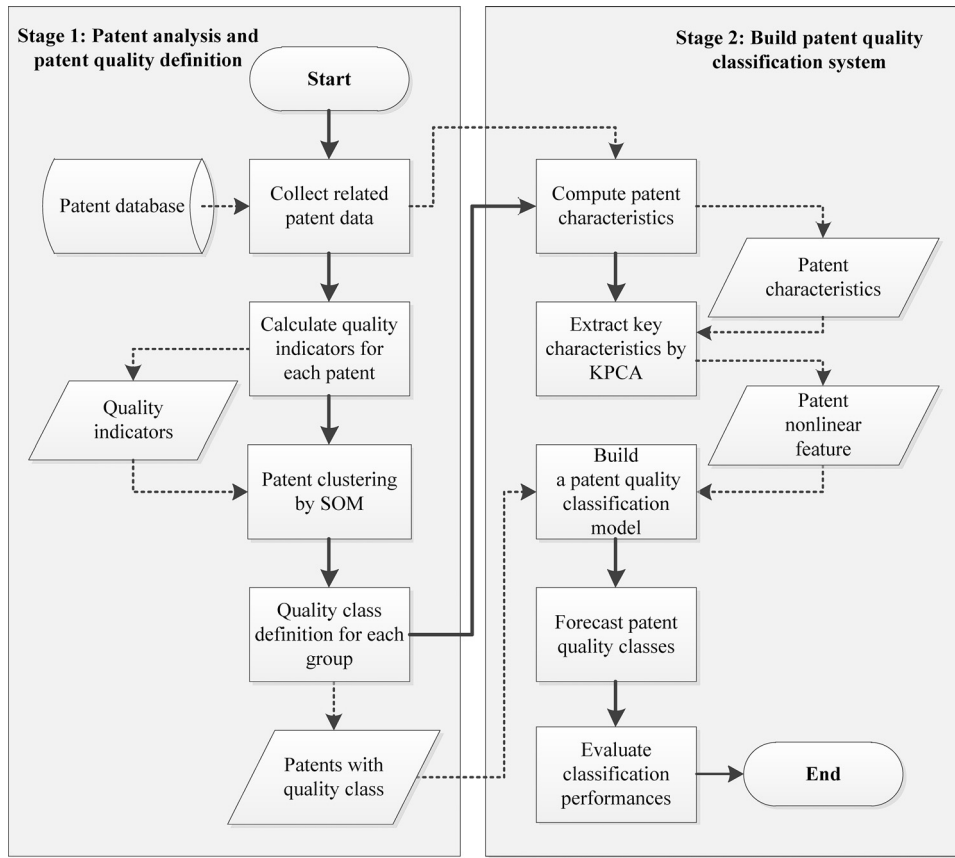 Stage 1: Patent analysis and
patent quality definition
Start
Patent database
Collect related
patent data
Calculate quality
indicators for
each patent
Quality
indicators
Patent clustering
by SOM
Quality class
definition for each
group
Patents with
quality class
Stage 2: Build patent quality
classification system
Compute patent
characteristics
Patent
characteristics
Extract key
characteristics by
KPCA
Patent
nonlinear
feature
Build
a patent quality
classification
model
Forecast patent
quality classes
Evaluate
classification
performances
End